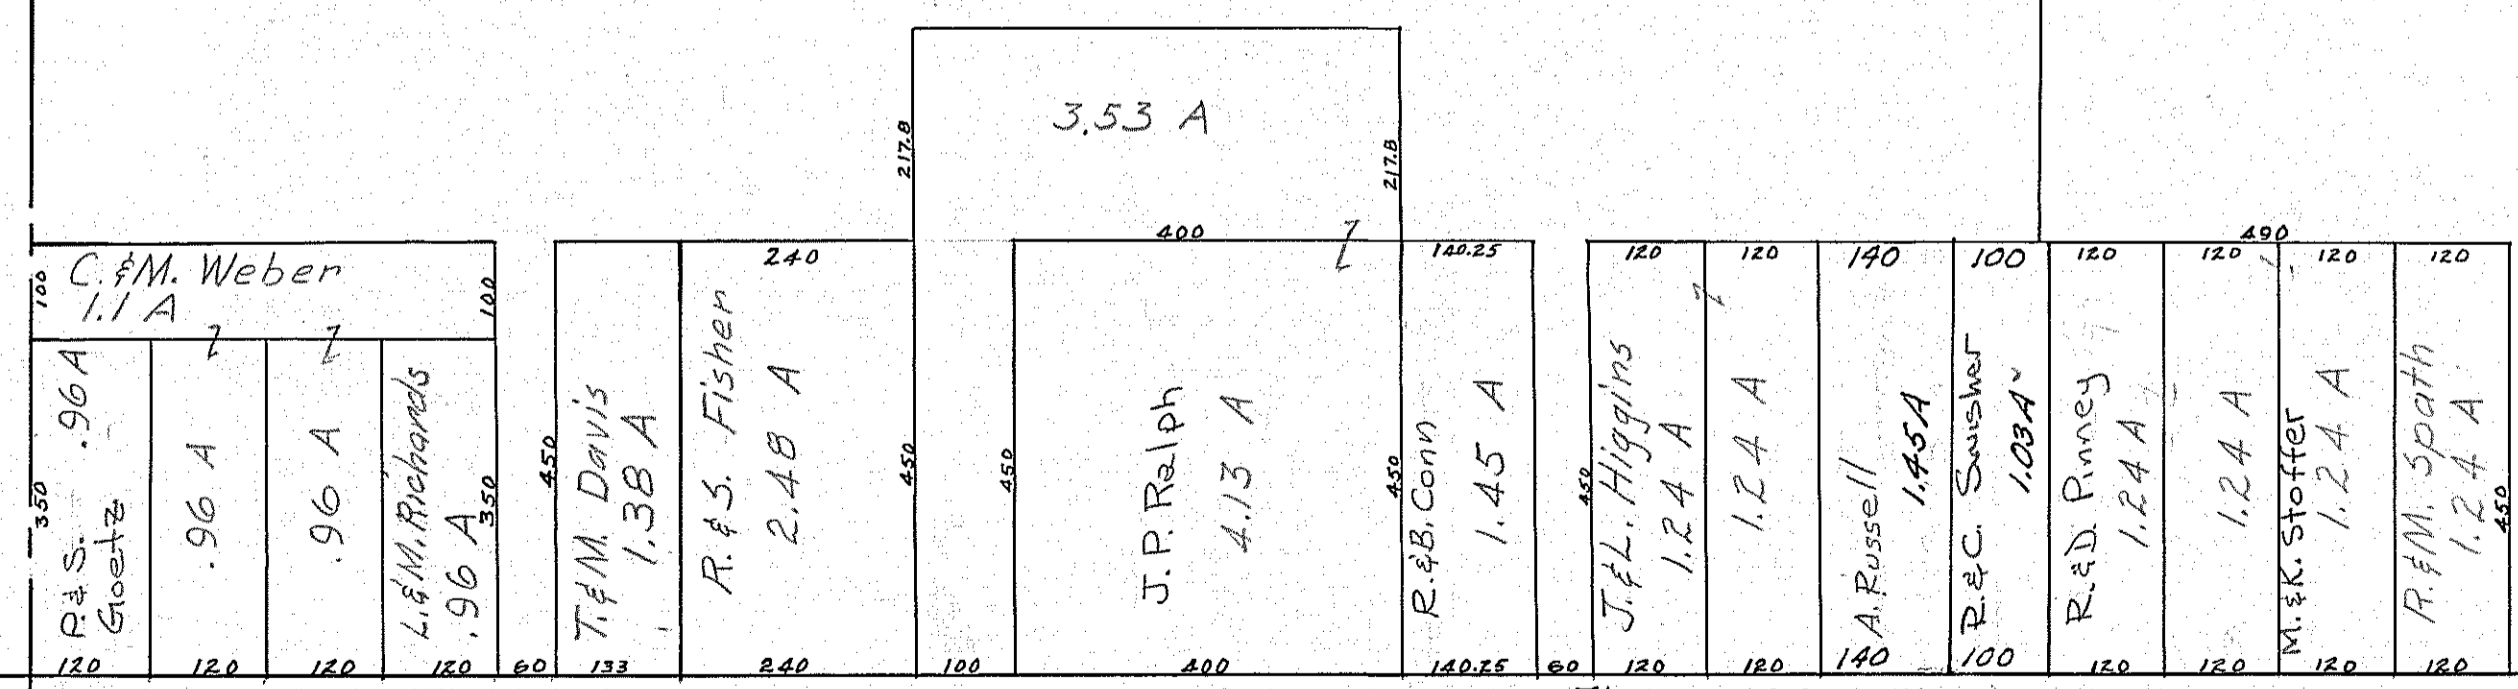 3.53 A
217.8
217.8
400
C. & M. Weber
1.1 A
100
100
.96 A
350
R. & S.
Goetz
120
.96 A
120
.96 A
120
L. & M. Richards
.96 A
350
120
60
450
T. & M. Davis
1.38 A
133
240
R. & S. Fisher
2.48 A
450
240
100
450
J. P. Ralph
4.13 A
450
400
140.25
R. & B. Conn
1.45 A
140.25
60
450
120
J. & L. Higgins
1.24 A
120
120
1.24 A
120
140
A. Russell
1.45 A
140
100
R. & C. Swisher
1.03 A
100
490
120
R. & D. Pinney
1.24 A
120
120
1.24 A
120
120
M. & K. Stoffer
1.24 A
120
120
R. & M. Spath
1.24 A
450
120